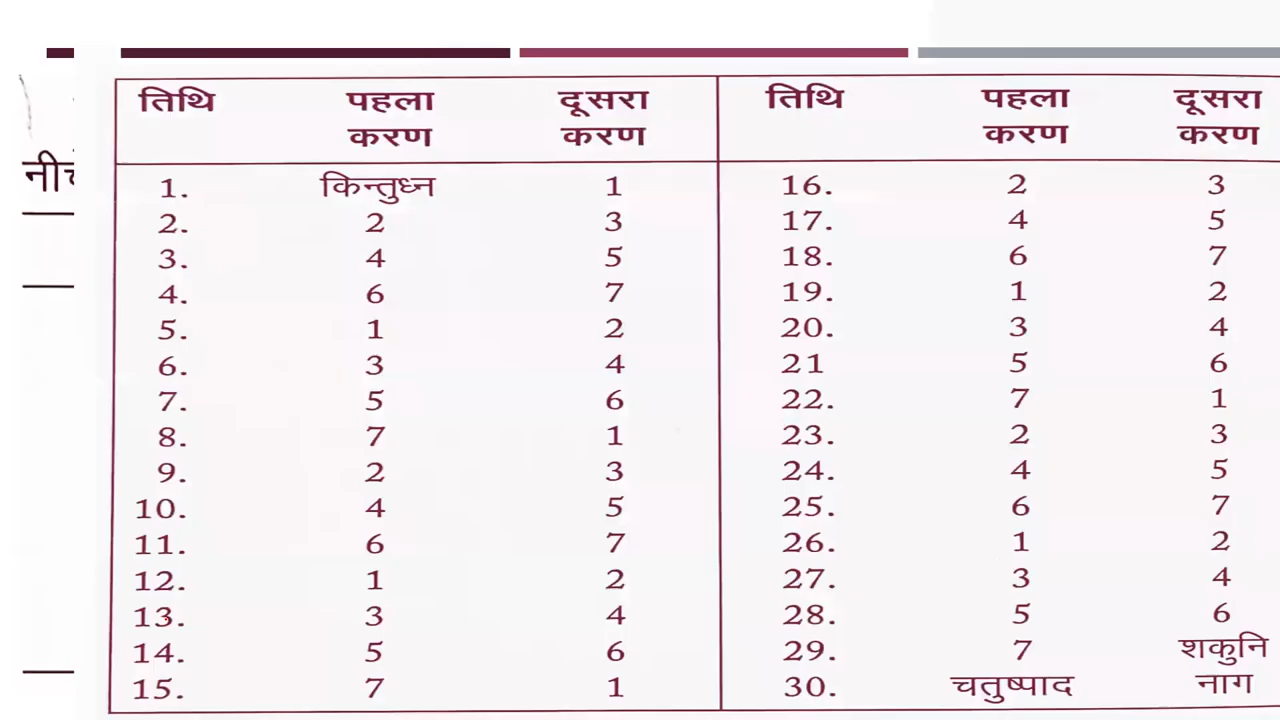 तिथि पहला करण दूसरा करण तिथि पहला करण दूसरा करण
1. किन्तुध्न 1 16. 2 3
2. 2 3 17. 4 5
3. 4 5 18. 6 7
4. 6 7 19. 1 2
5. 1 2 20. 3 4
6. 3 4 21 5 6
7. 5 6 22. 7 1
8. 7 1 23. 2 3
9. 2 3 24. 4 5
10. 4 5 25. 6 7
11. 6 7 26. 1 2
12. 1 2 27. 3 4
13. 3 4 28. 5 6
14. 5 6 29. 7 शकुनि
15. 7 1 30. चतुष्पाद नाग